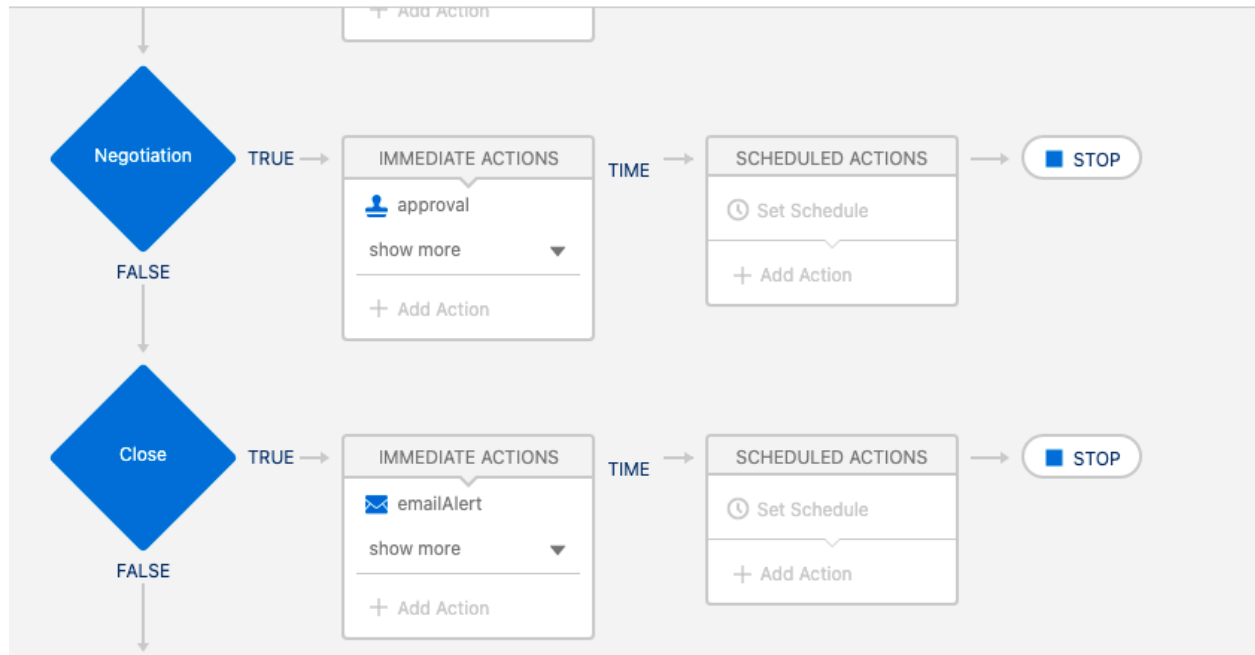 + Add Action
Negotiation
TRUE
IMMEDIATE ACTIONS
approval
show more
+ Add Action
TIME
SCHEDULED ACTIONS
Set Schedule
+ Add Action
STOP
FALSE
Close
TRUE
IMMEDIATE ACTIONS
emailAlert
show more
+ Add Action
TIME
SCHEDULED ACTIONS
Set Schedule
+ Add Action
STOP
FALSE